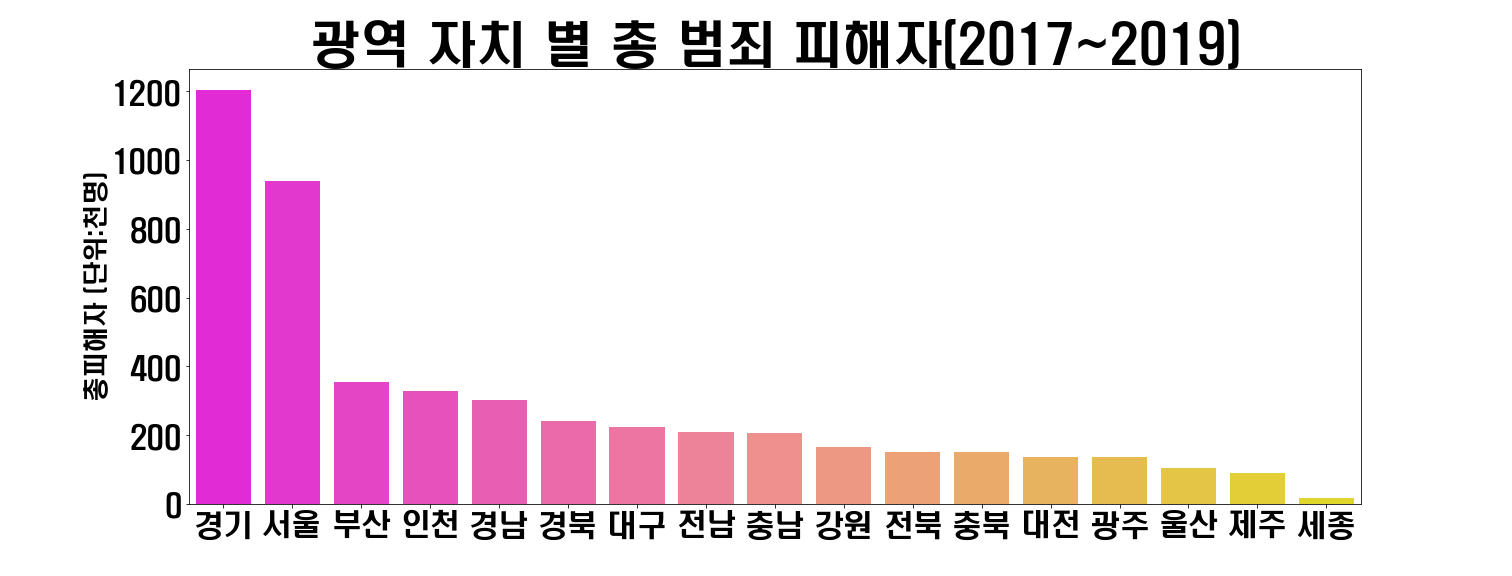 광역 자치 별 총 범죄 피해자(2017~2019)
총피해자 (단위:천명)
1200
1000
800
600
400
200
0
경기 서울 부산 인천 경남 경북 대구 전남 충남 강원 전북 충북 대전 광주 울산 제주 세종